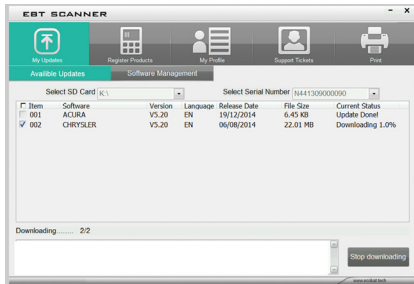 EBT SCANNER
My Updates Register Products My Profile Support Tickets Print
Availible Updates Software Management
Select SD Card K:\ Select Serial Number N441309000090
Item Software Version Language Release Date File Size Current Status
001 ACURA V5.20 EN 19/12/2014 6.45 KB Update Done!
002 CHRYSLER V5.20 EN 06/08/2014 22.01 MB Downloading 1.0%
Downloading........ 2/2
Stop downloading